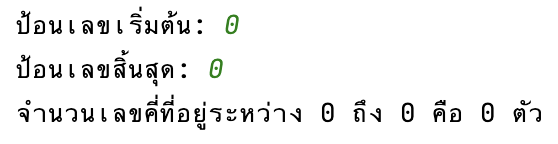 ป้อนเลขเริ่มต้น: 0
ป้อนเลขสิ้นสุด: 0
จำนวนเลขคี่ที่อยู่ระหว่าง 0 ถึง 0 คือ 0 ตัว